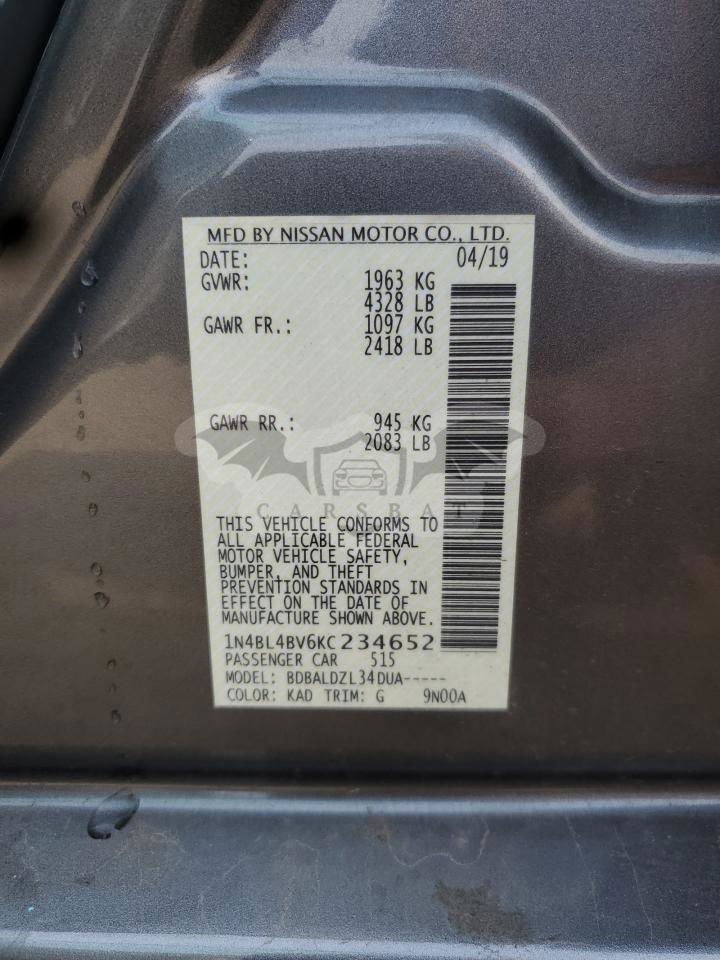 MFD BY NISSAN MOTOR CO., LTD.
DATE: 04/19
GVWR: 1963 KG
4328 LB
GAWR FR.: 1097 KG
2418 LB
GAWR RR.: 945 KG
2083 LB
CARSBAT
THIS VEHICLE CONFORMS TO
ALL APPLICABLE FEDERAL
MOTOR VEHICLE SAFETY,
BUMPER, AND THEFT
PREVENTION STANDARDS IN
EFFECT ON THE DATE OF
MANUFACTURE SHOWN ABOVE.
1N4BL4BV6KC234652
PASSENGER CAR 515
MODEL: BDBALDZL34DUA-----
COLOR: KAD TRIM: G 9N00A